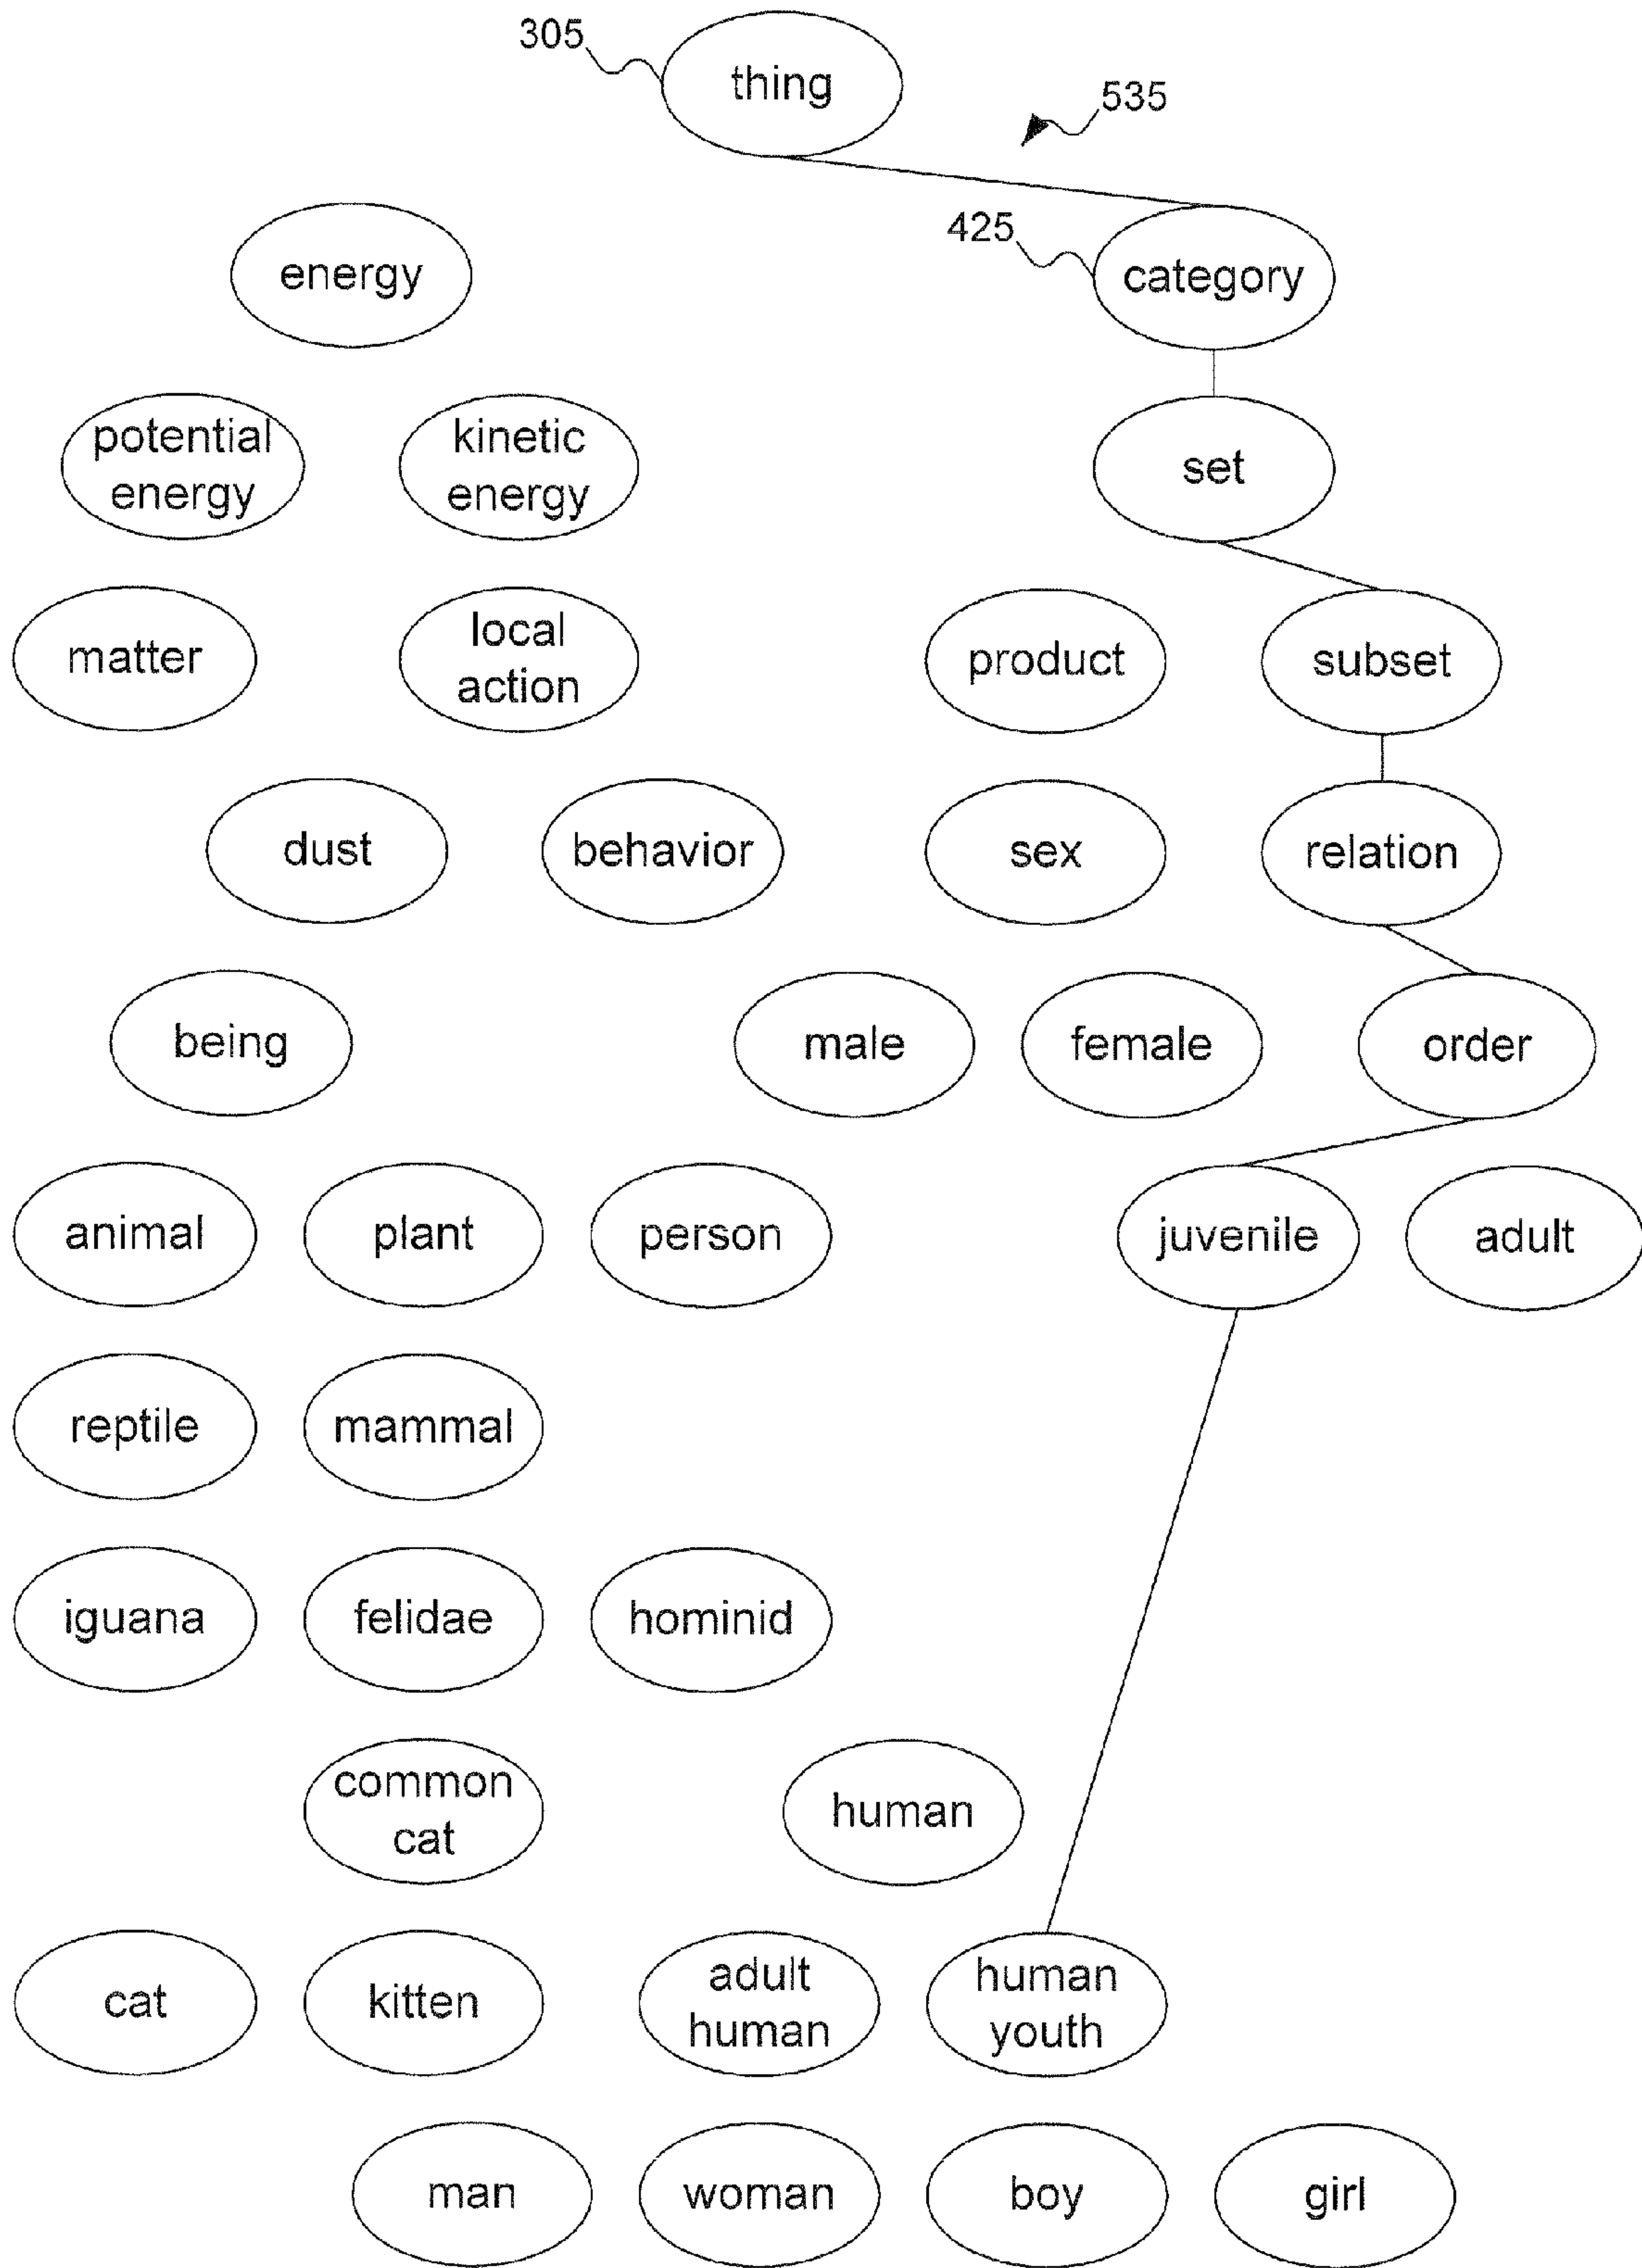 305
thing
535
energy
425
category
potential
energy
kinetic
energy
set
matter
local
action
product
subset
dust
behavior
sex
relation
being
male
female
order
animal
plant
person
juvenile
adult
reptile
mammal
iguana
felidae
hominid
common
cat
human
cat
kitten
adult
human
human
youth
man
woman
boy
girl